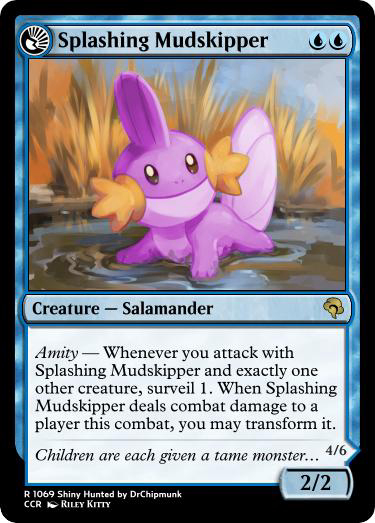 Splashing Mudskipper
Creature — Salamander
Amity — Whenever you attack with
Splashing Mudskipper and exactly one
other creature, surveil 1. When Splashing
Mudskipper deals combat damage to a
player this combat, you may transform it.
Children are each given a tame monster...
4/6
2/2
R 1069 Shiny Hunted by DrChipmunk
CCR Riley Kitty